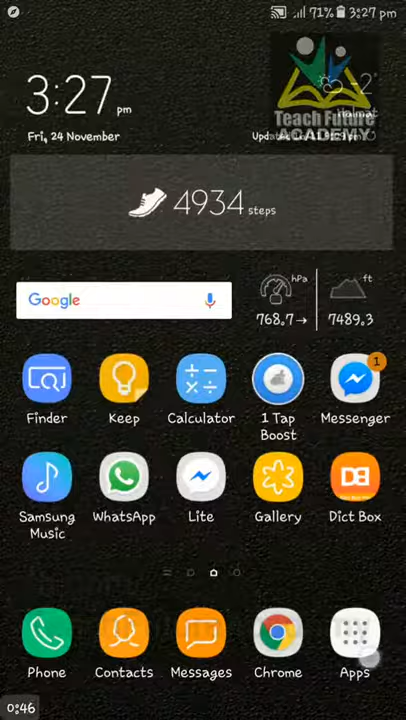 71% 3:27 pm
3:27 pm
-2°
Fri, 24 November
Teach Future
ACADEMY
4934 steps
Google
hPa
ft
768.7→
7489.3
1
Finder
Keep
Calculator
1 Tap
Boost
Messenger
DB
Samsung
Music
WhatsApp
Lite
Gallery
Dict Box
Phone
Contacts
Messages
Chrome
Apps
0:46